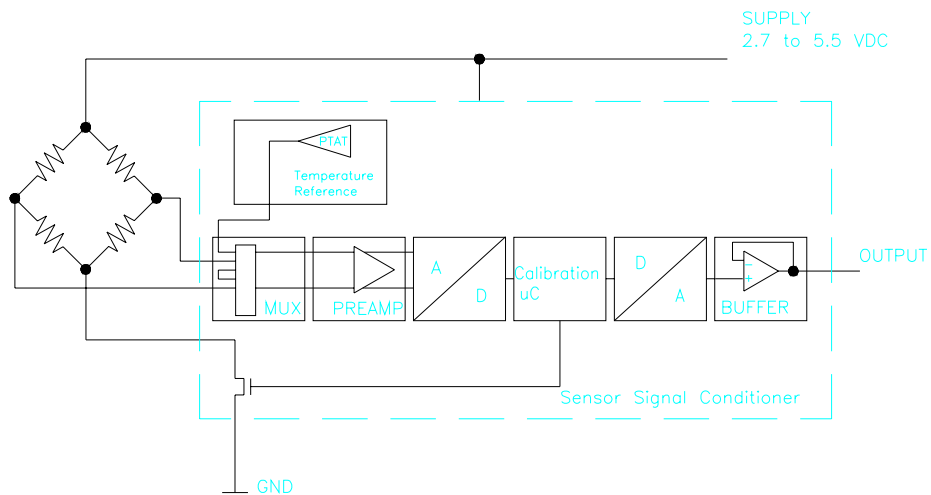 SUPPLY
2.7 to 5.5 VDC
PTAT
Temperature
Reference
MUX
PREAMP
A
D
Calibration
uC
D
A
-
+
BUFFER
OUTPUT
Sensor Signal Conditioner
GND